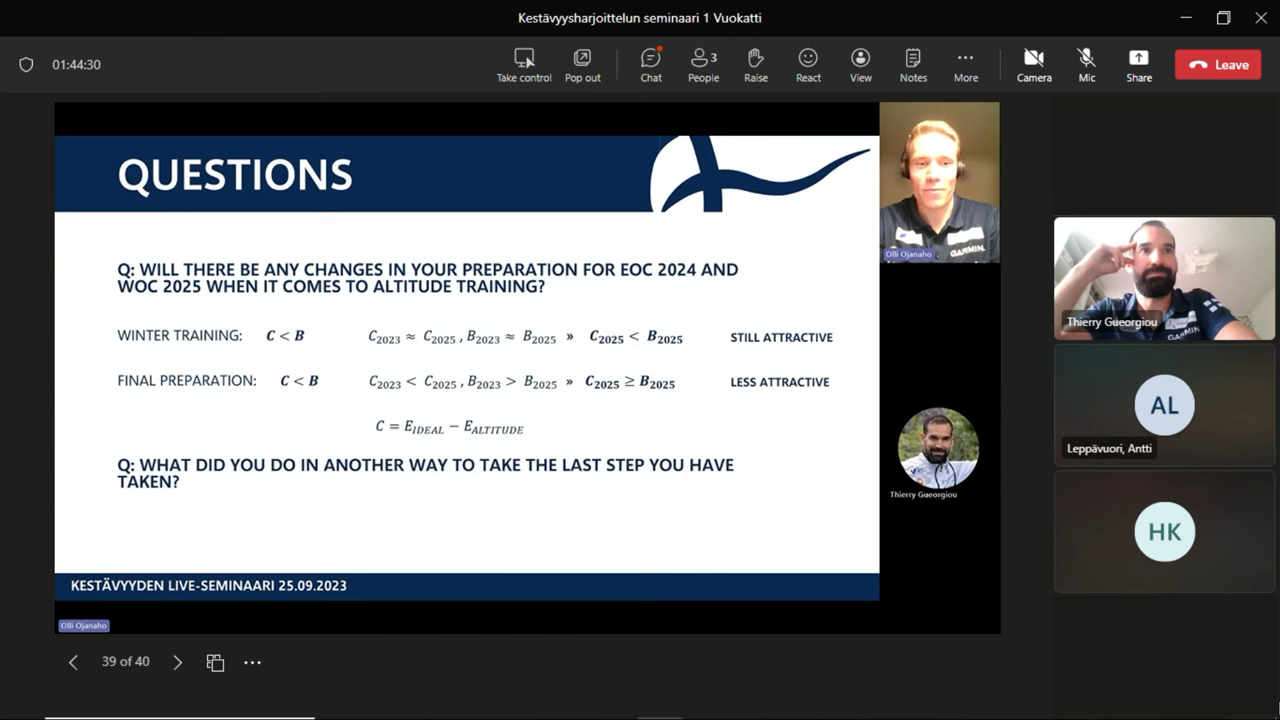 Kestävyysharjoittelun seminaari 1 Vuokatti
01:44:30
Take control
Pop out
Chat
3
People
Raise
React
View
Notes
More
Camera
Mic
Share
Leave
QUESTIONS
Q: WILL THERE BE ANY CHANGES IN YOUR PREPARATION FOR EOC 2024 AND
WOC 2025 WHEN IT COMES TO ALTITUDE TRAINING?
WINTER TRAINING: C < B C₂₀₂₃ ≈ C₂₀₂₅ , B₂₀₂₃ ≈ B₂₀₂₅ » C₂₀₂₅ < B₂₀₂₅ STILL ATTRACTIVE
FINAL PREPARATION: C < B C₂₀₂₃ < C₂₀₂₅ , B₂₀₂₃ > B₂₀₂₅ » C₂₀₂₅ ≥ B₂₀₂₅ LESS ATTRACTIVE
C = E_IDEAL − E_ALTITUDE
Q: WHAT DID YOU DO IN ANOTHER WAY TO TAKE THE LAST STEP YOU HAVE
TAKEN?
KESTÄVYYDEN LIVE-SEMINAARI 25.09.2023
Olli Ojanaho
39 of 40
GARMIN
Olli Ojanaho
Thierry Gueorgiou
GARMIN
Thierry Gueorgiou
AL
Leppävuori, Antti
HK